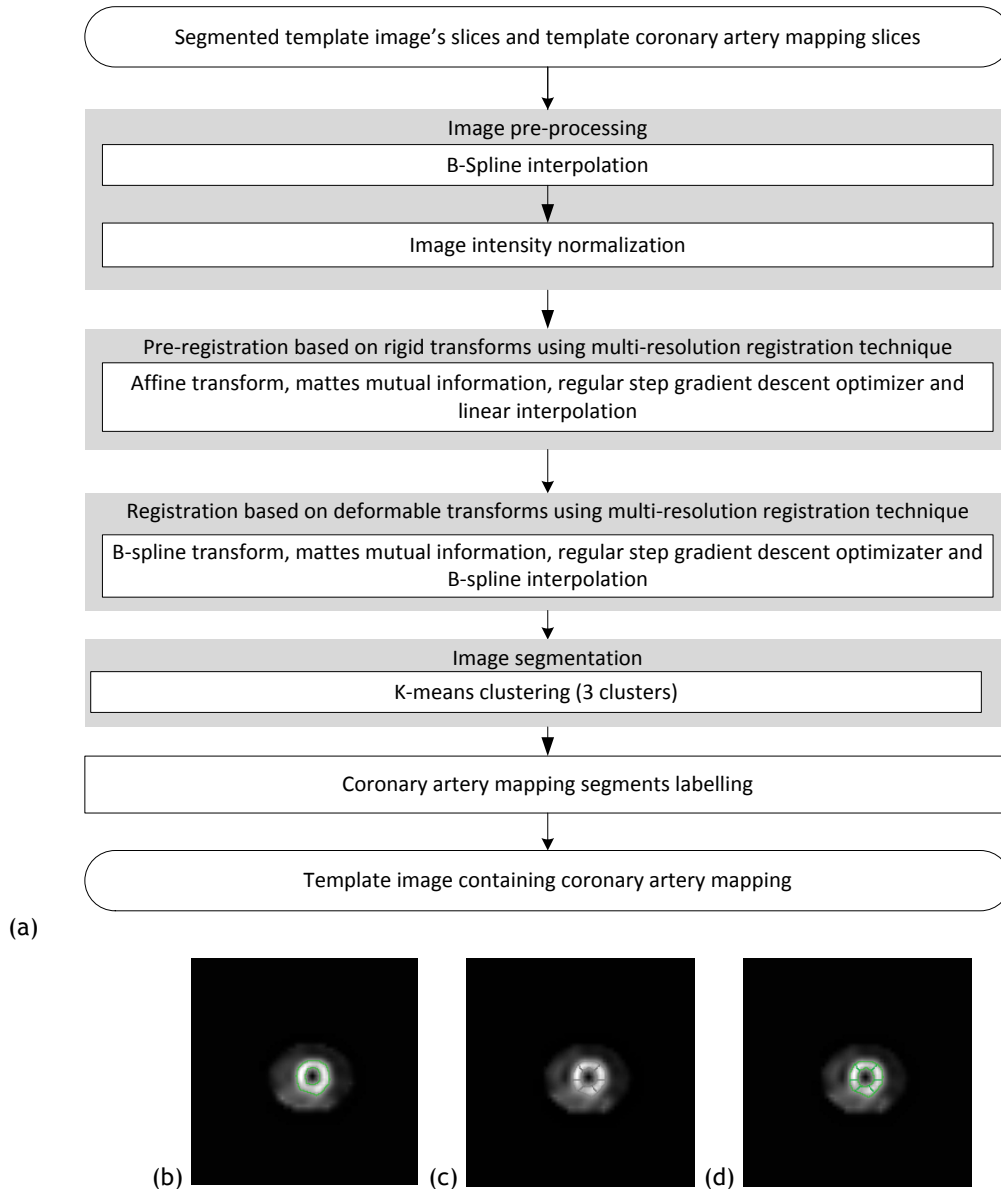 Segmented template image’s slices and template coronary artery mapping slices
Image pre-processing
B-Spline interpolation
Image intensity normalization
Pre-registration based on rigid transforms using multi-resolution registration technique
Affine transform, mattes mutual information, regular step gradient descent optimizer and
linear interpolation
Registration based on deformable transforms using multi-resolution registration technique
B-spline transform, mattes mutual information, regular step gradient descent optimizater and
B-spline interpolation
Image segmentation
K-means clustering (3 clusters)
Coronary artery mapping segments labelling
Template image containing coronary artery mapping
(a)
(b)
(c)
(d)